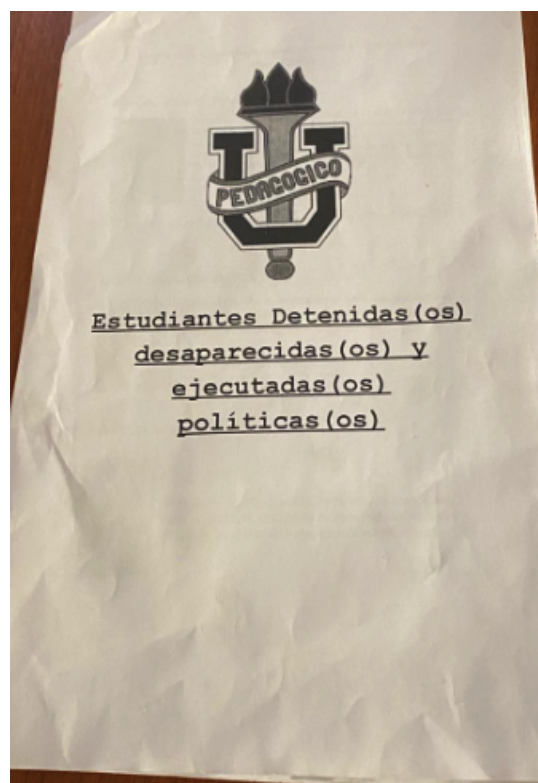 U
PEDAGOGICO
Estudiantes Detenidas(os)
desaparecidas(os) y
ejecutadas(os)
políticas(os)